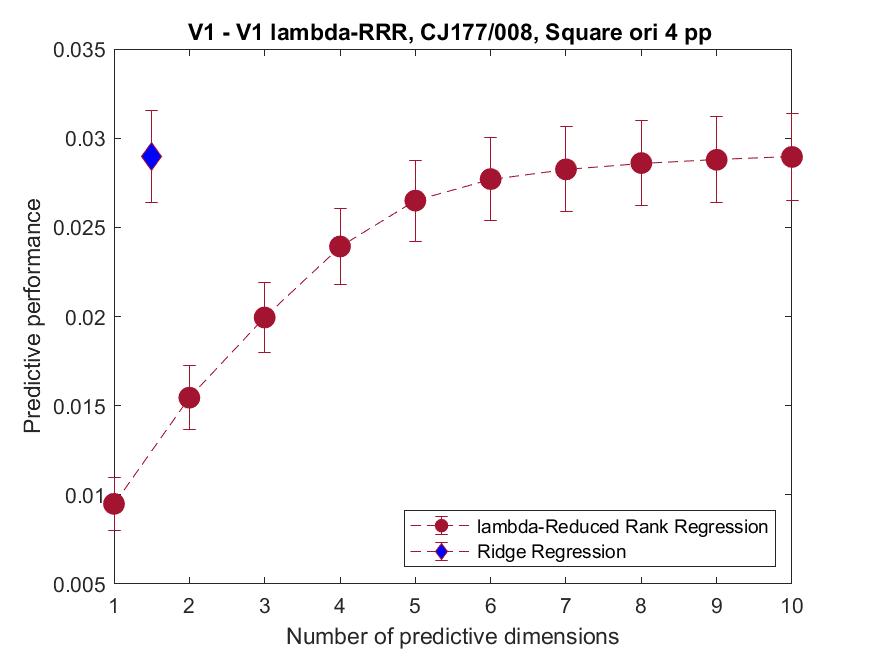 V1 - V1 lambda-RRR, CJ177/008, Square ori 4 pp
0.035
0.03
0.025
0.02
0.015
0.01
0.005
Predictive performance
lambda-Reduced Rank Regression
Ridge Regression
1 2 3 4 5 6 7 8 9 10
Number of predictive dimensions